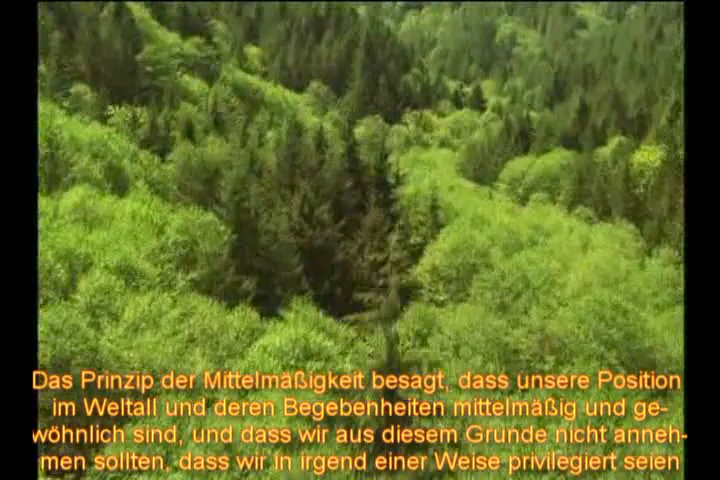 Das Prinzip der Mittelmäßigkeit besagt, dass unsere Position
im Weltall und deren Begebenheiten mittelmäßig und ge-
wöhnlich sind, und dass wir aus diesem Grunde nicht anneh-
men sollten, dass wir in irgend einer Weise privilegiert seien